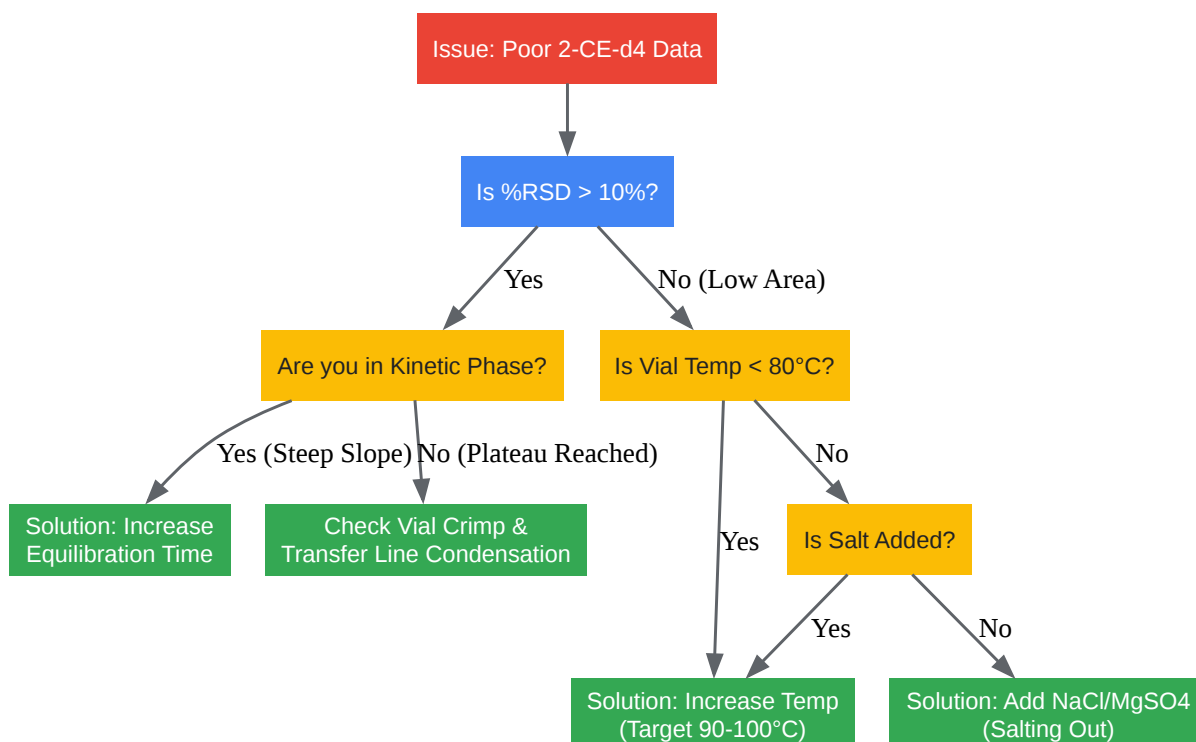 Issue: Poor 2-CE-d4 Data
Is %RSD > 10%?
Yes
No (Low Area)
Are you in Kinetic Phase?
Is Vial Temp < 80°C?
Yes (Steep Slope)
No (Plateau Reached)
No
Solution: Increase
Equilibration Time
Check Vial Crimp &
Transfer Line Condensation
Yes
Is Salt Added?
Yes
No
Solution: Increase Temp
(Target 90-100°C)
Solution: Add NaCl/MgSO4
(Salting Out)